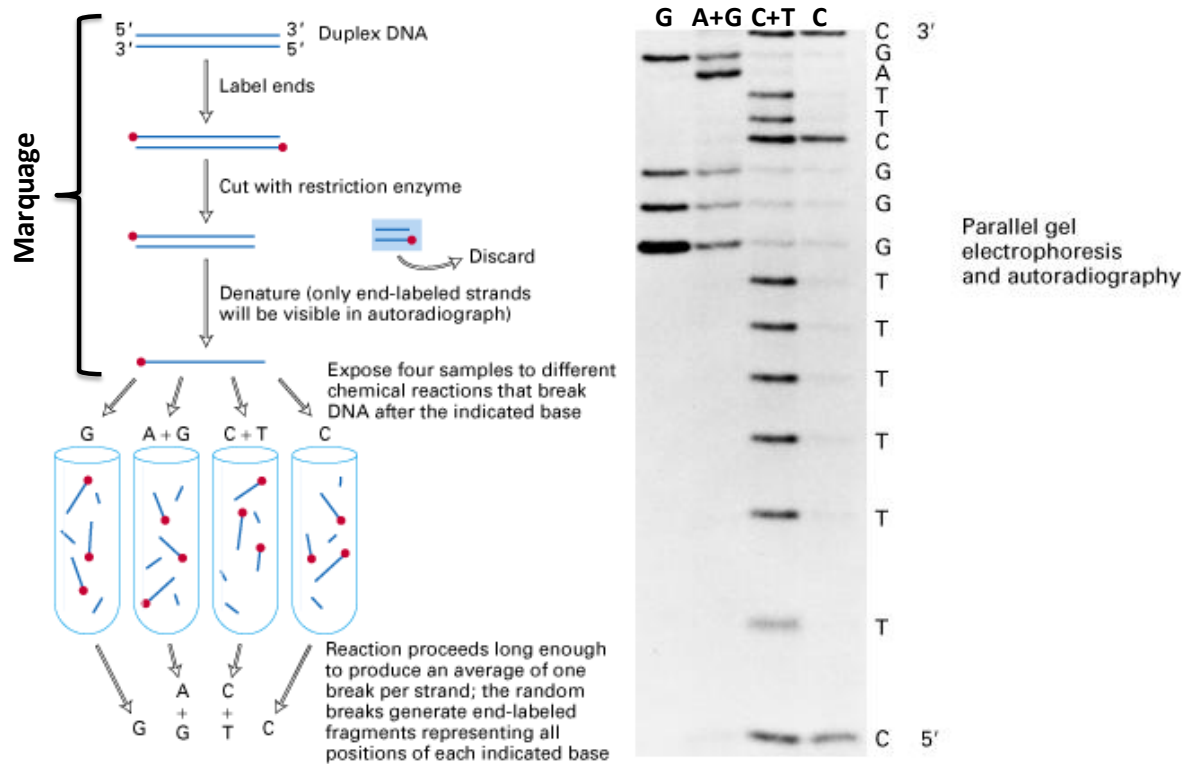 Marquage
5′ 3′ Duplex DNA
3′ 5′
Label ends
Cut with restriction enzyme
Discard
Denature (only end-labeled strands
will be visible in autoradiograph)
Expose four samples to different
chemical reactions that break
DNA after the indicated base
G A + G C + T C
Reaction proceeds long enough
to produce an average of one
break per strand; the random
breaks generate end-labeled
fragments representing all
positions of each indicated base
A C
+ +
G G T C
G A+G C+T C
C 3′
G
A
T
T
C
G
G
G
T
T
T
T
T
T
C 5′
Parallel gel
electrophoresis
and autoradiography